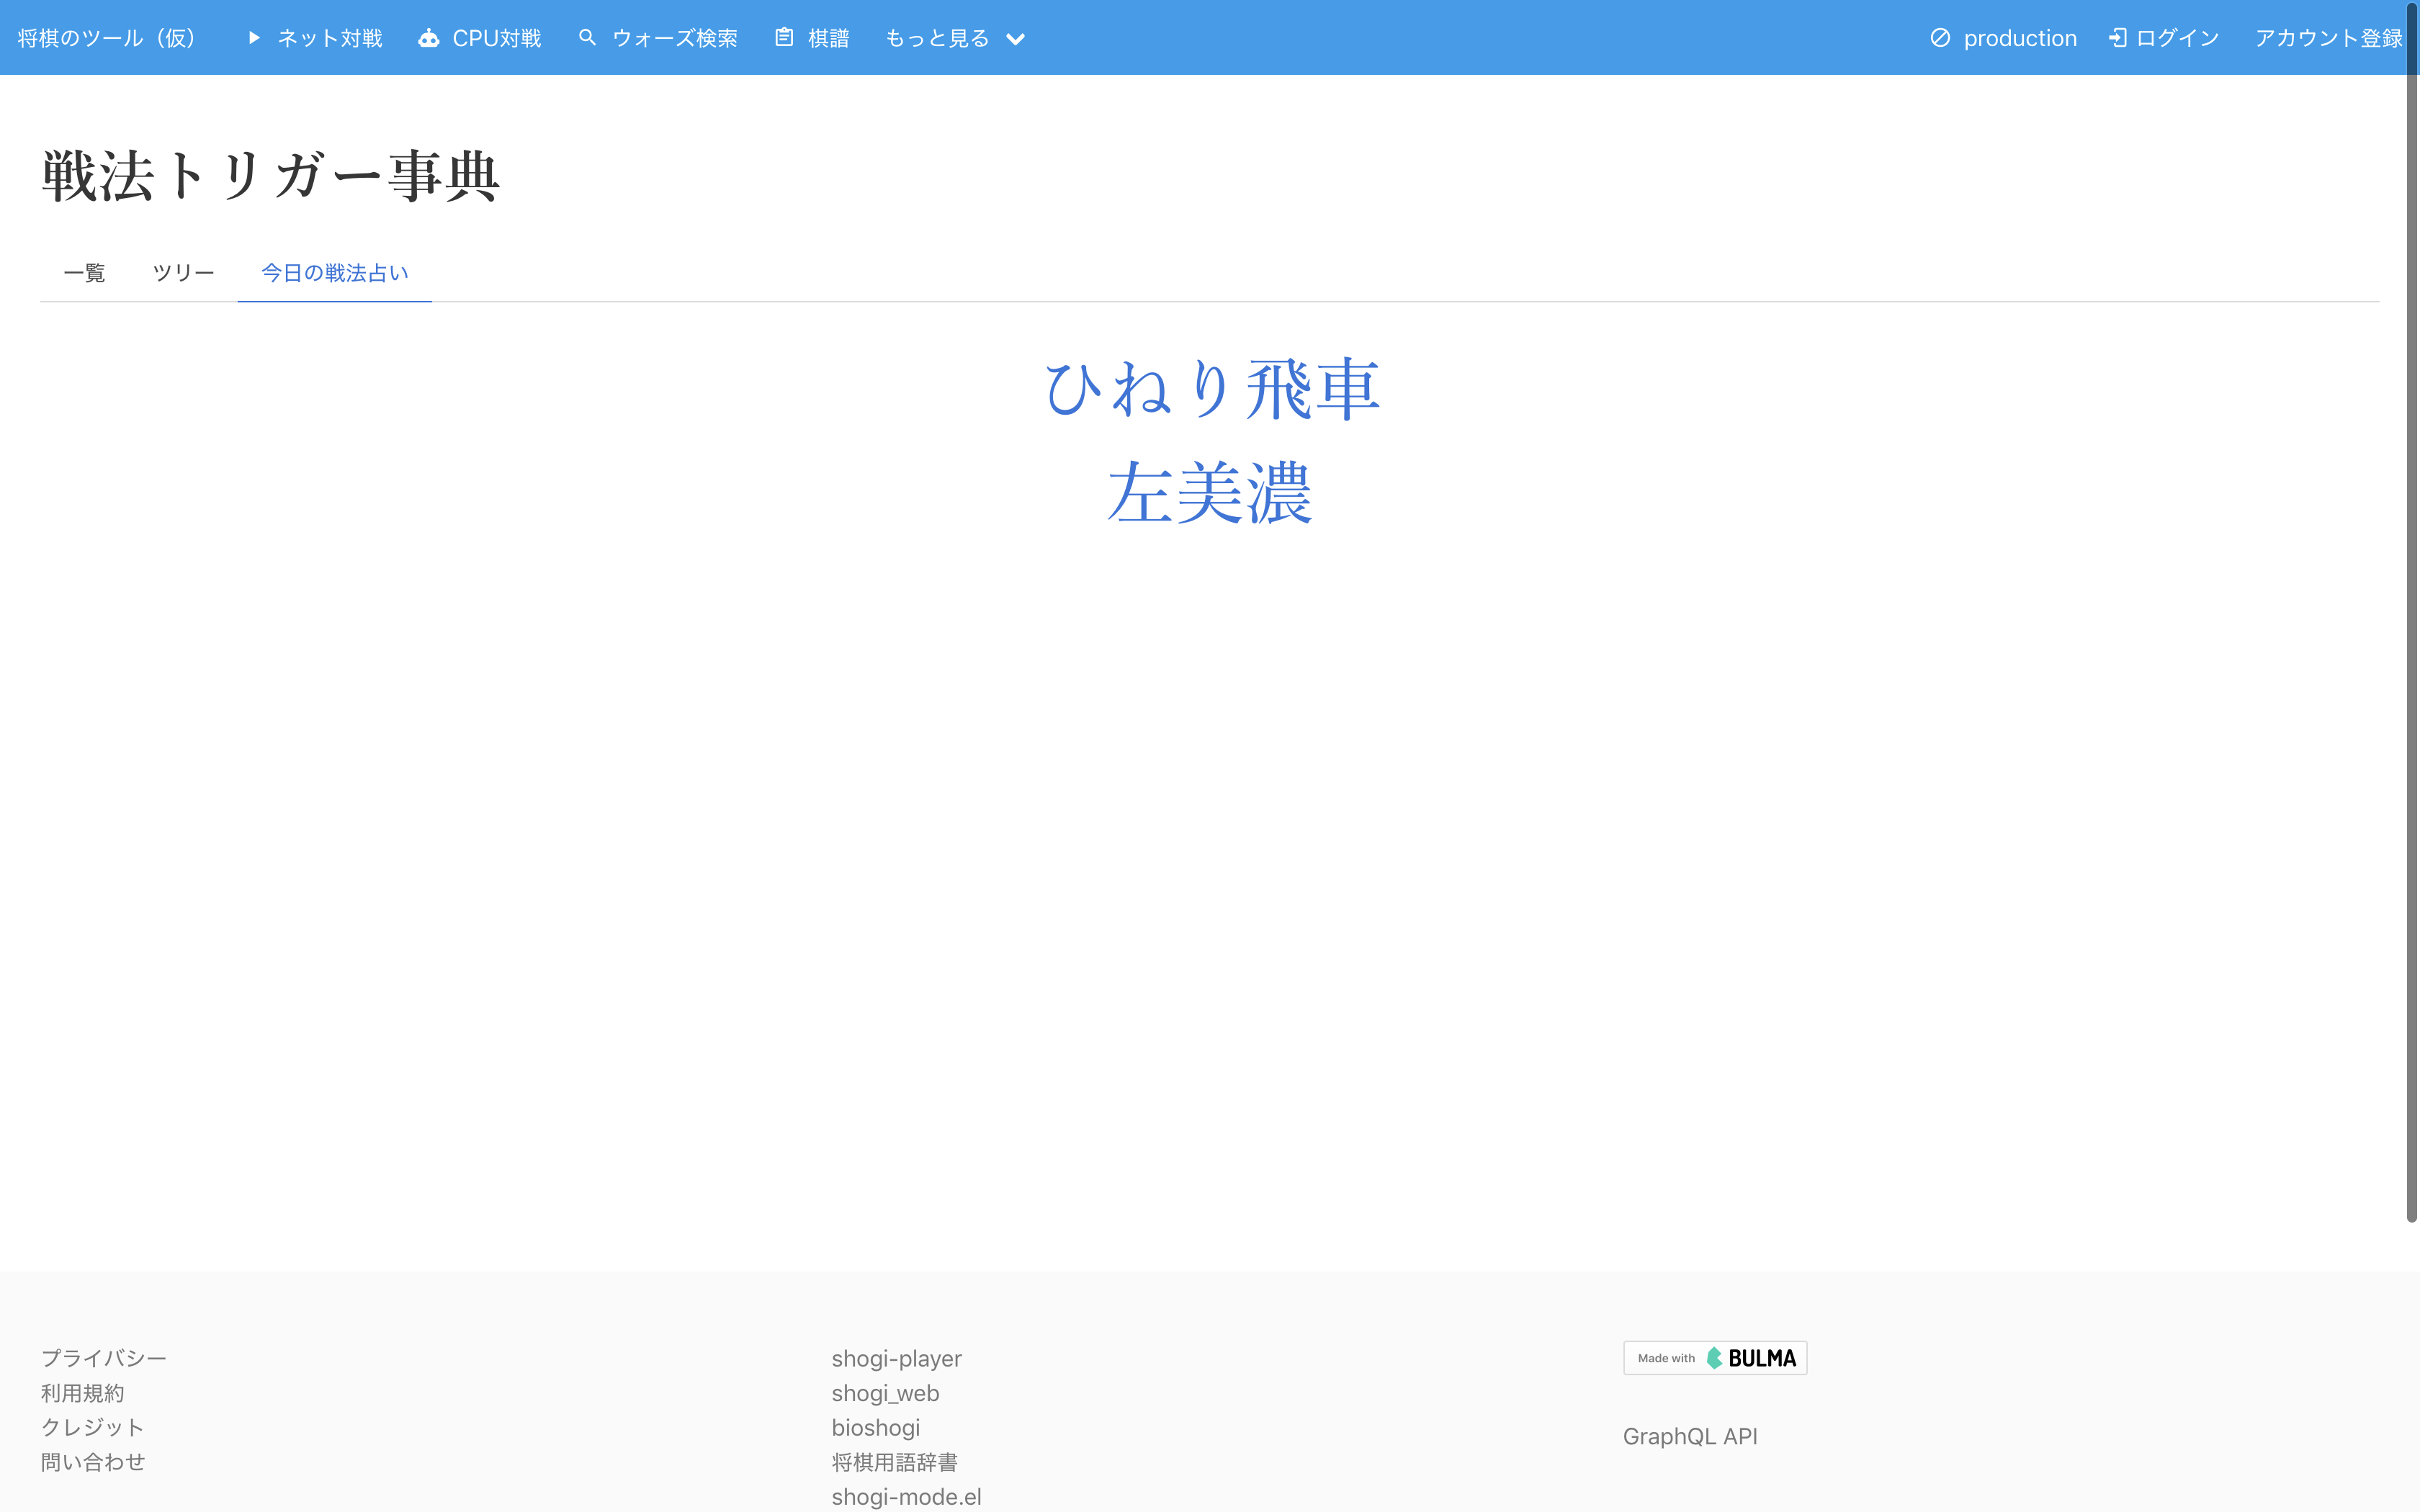 将棋のツール（仮） ネット対戦 CPU対戦 ウォーズ検索 棋譜 もっと見る production ログイン アカウント登録
戦法トリガー事典
一覧 ツリー 今日の戦法占い
ひねり飛車
左美濃
プライバシー
利用規約
クレジット
問い合わせ
shogi-player
shogi_web
bioshogi
将棋用語辞書
shogi-mode.el
Made with BULMA
GraphQL API